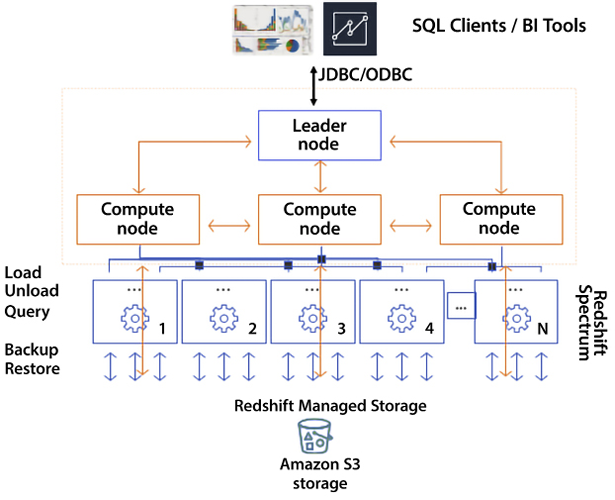 SQL Clients / BI Tools
JDBC/ODBC
Leader
node
Compute
node
Compute
node
Compute
node
Load
Unload
Query
Backup
Restore
...
1
...
2
...
3
...
4
...
...
N
Redshift
Spectrum
Redshift Managed Storage
Amazon S3
storage